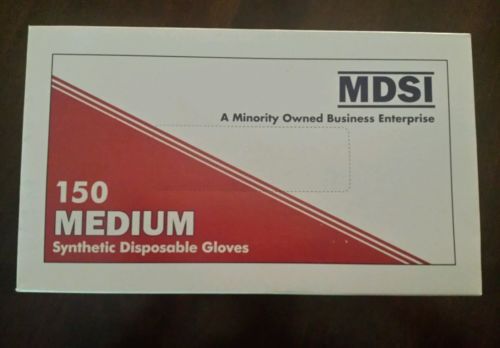 MDSI
A Minority Owned Business Enterprise
150
MEDIUM
Synthetic Disposable Gloves